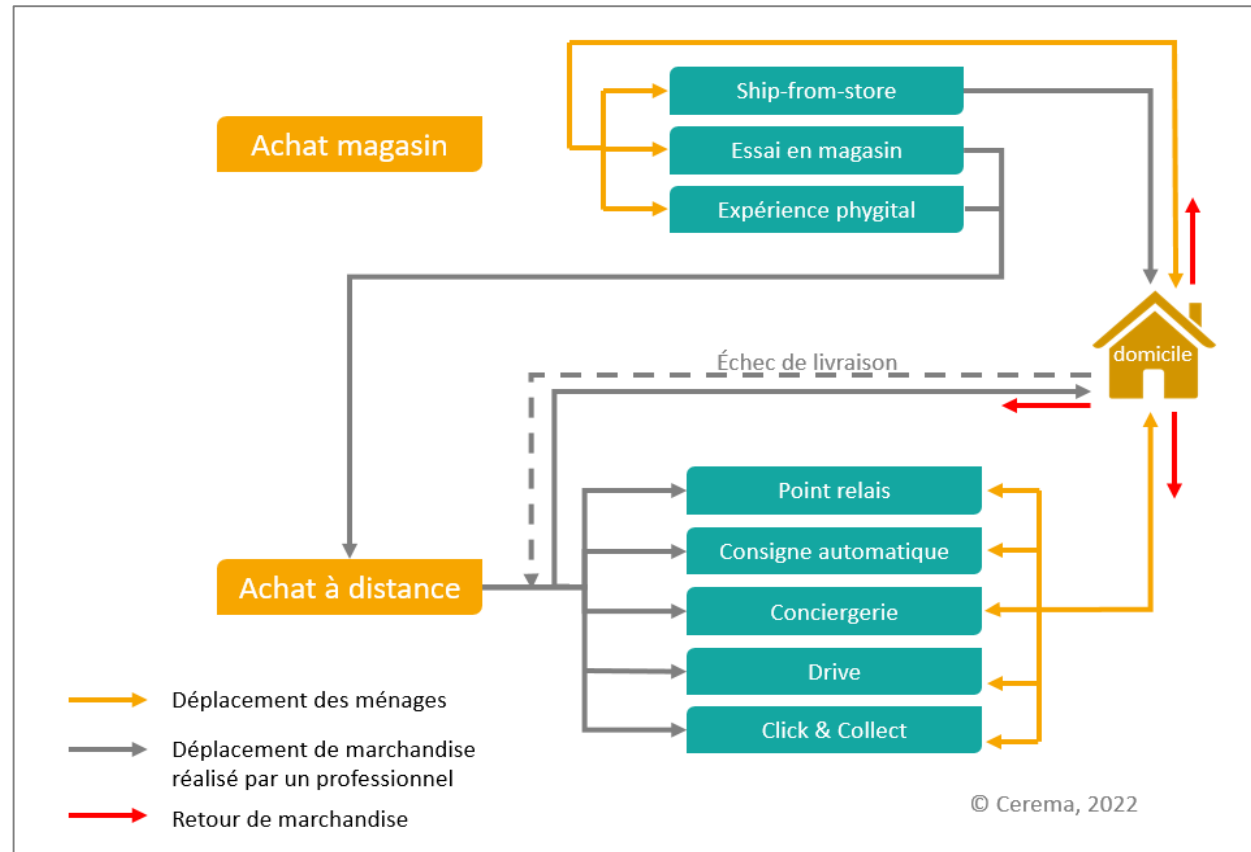 Ship-from-store
Achat magasin
Essai en magasin
Expérience phygital
domicile
Échec de livraison
Point relais
Consigne automatique
Achat à distance
Conciergerie
Drive
Click & Collect
Déplacement des ménages
Déplacement de marchandise
réalisé par un professionnel
Retour de marchandise
© Cerema, 2022